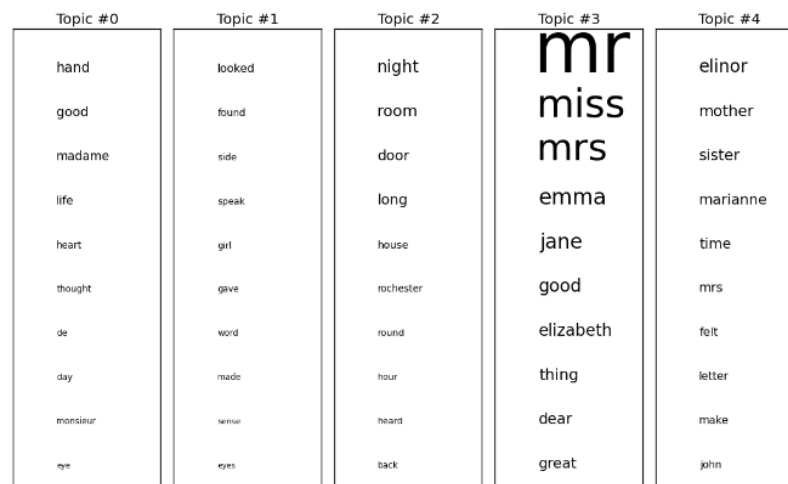 Topic #0
hand
good
madame
life
heart
thought
de
day
monsieur
eye
Topic #1
looked
found
side
speak
girl
gave
word
made
sense
eyes
Topic #2
night
room
door
long
house
rochester
round
hour
heard
back
Topic #3
mr
miss
mrs
emma
jane
good
elizabeth
thing
dear
great
Topic #4
elinor
mother
sister
marianne
time
mrs
felt
letter
make
john